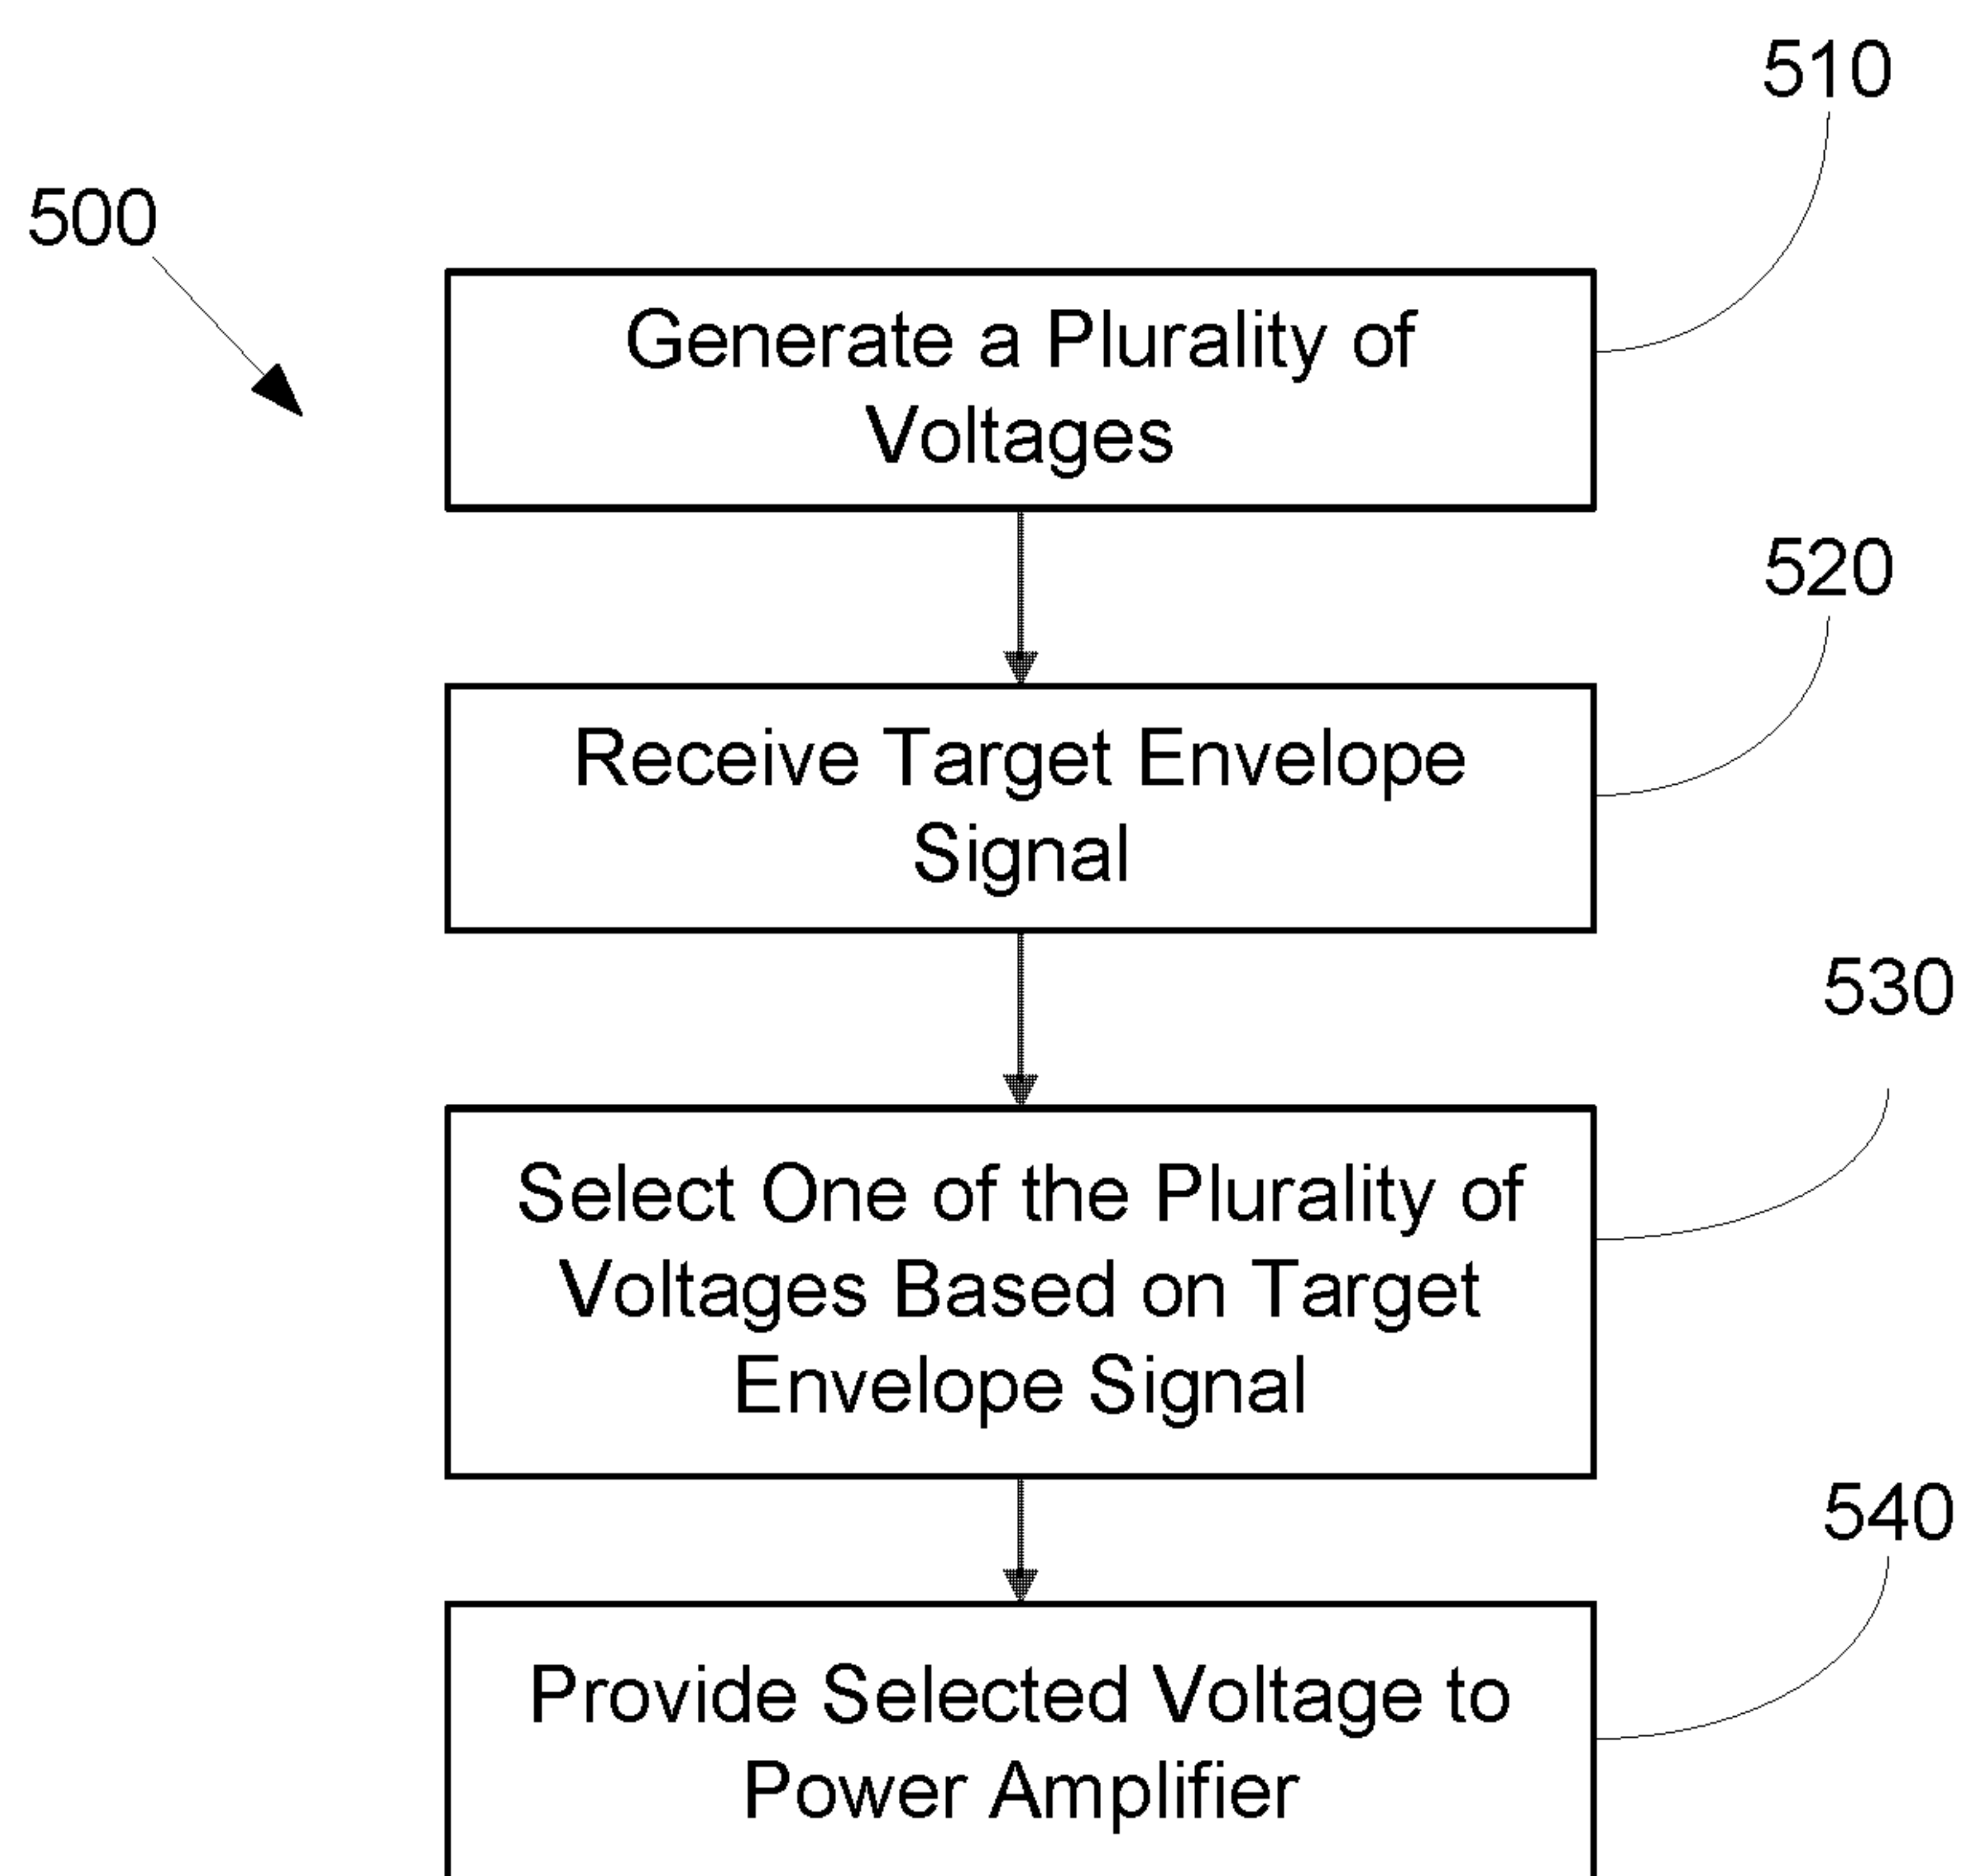 510
500
Generate a Plurality of
Voltages
520
Receive Target Envelope
Signal
530
Select One of the Plurality of
Voltages Based on Target
Envelope Signal
540
Provide Selected Voltage to
Power Amplifier